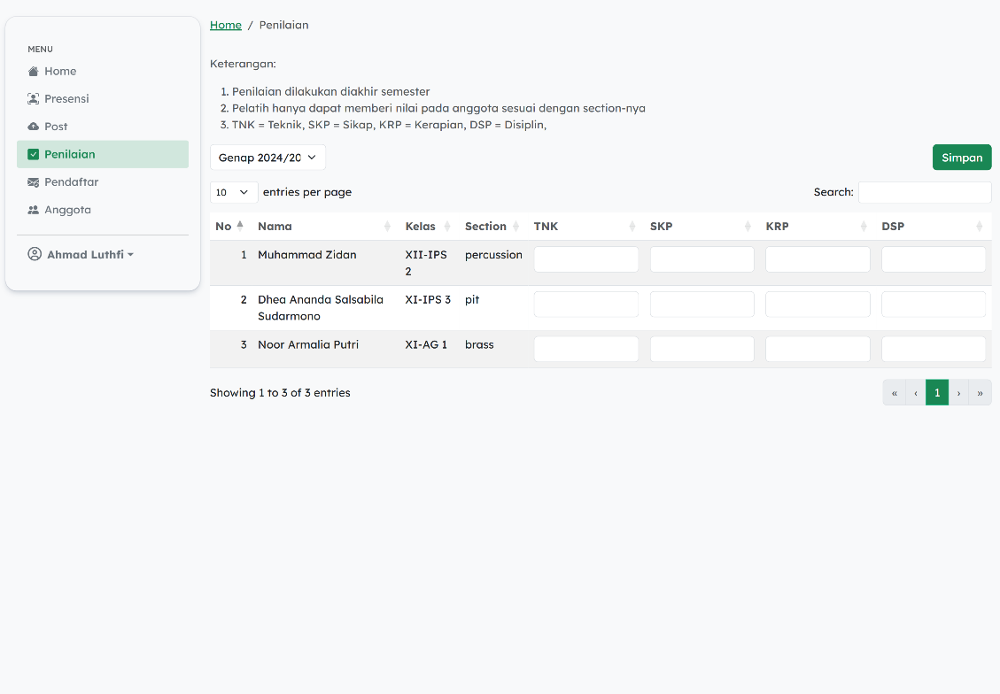 MENU
Home
Presensi
Post
Penilaian
Pendaftar
Anggota
Ahmad Luthfi
Home / Penilaian
Keterangan:
1. Penilaian dilakukan diakhir semester
2. Pelatih hanya dapat memberi nilai pada anggota sesuai dengan section-nya
3. TNK = Teknik, SKP = Sikap, KRP = Kerapian, DSP = Disiplin,
Genap 2024/20
Simpan
10 entries per page
Search:
No Nama Kelas Section TNK SKP KRP DSP
1 Muhammad Zidan XII-IPS percussion
2
2 Dhea Ananda Salsabila XI-IPS 3 pit
Sudarmono
3 Noor Armalia Putri XI-AG 1 brass
Showing 1 to 3 of 3 entries
« ‹ 1 › »